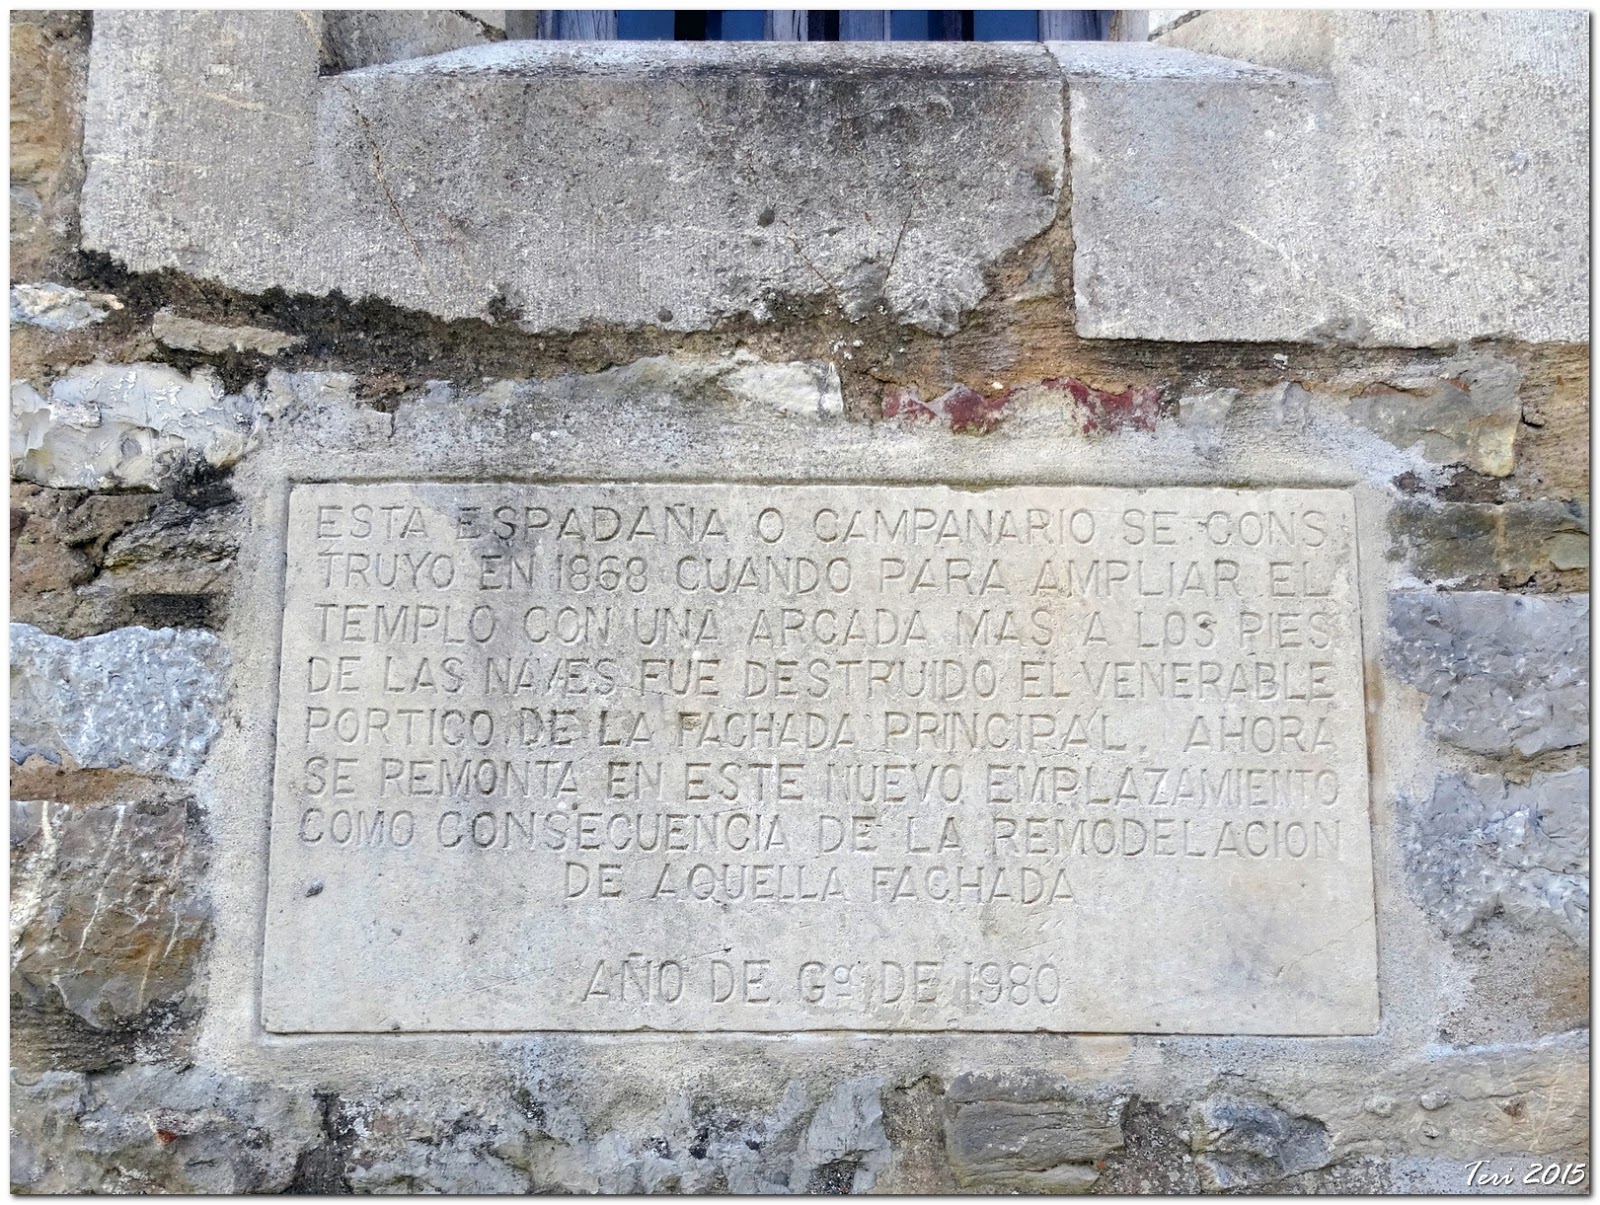 ESTA ESPADAÑA O CAMPANARIO SE CONS
TRUYO EN 1868 CUANDO PARA AMPLIAR EL
TEMPLO CON UNA ARCADA MAS A LOS PIES
DE LAS NAVES FUE DESTRUIDO EL VENERABLE
PORTICO DE LA FACHADA PRINCIPAL. AHORA
SE REMONTA EN ESTE NUEVO EMPLAZAMIENTO
COMO CONSECUENCIA DE LA REMODELACION
DE AQUELLA FACHADA
AÑO DE Gº DE 1980
Teri 2015